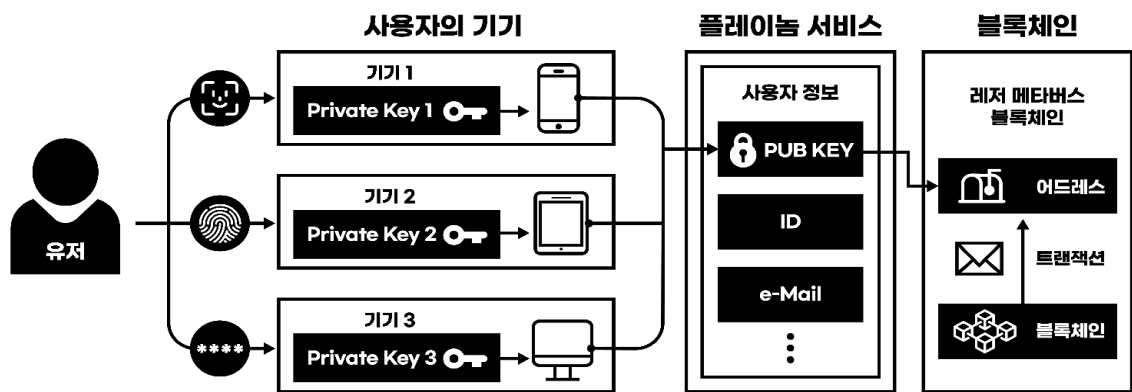 사용자의 기기
플레이놈 서비스
블록체인
유저
기기 1
Private Key 1
기기 2
Private Key 2
****
기기 3
Private Key 3
사용자 정보
PUB KEY
ID
e-Mail
레저 메타버스
블록체인
어드레스
트랜잭션
블록체인